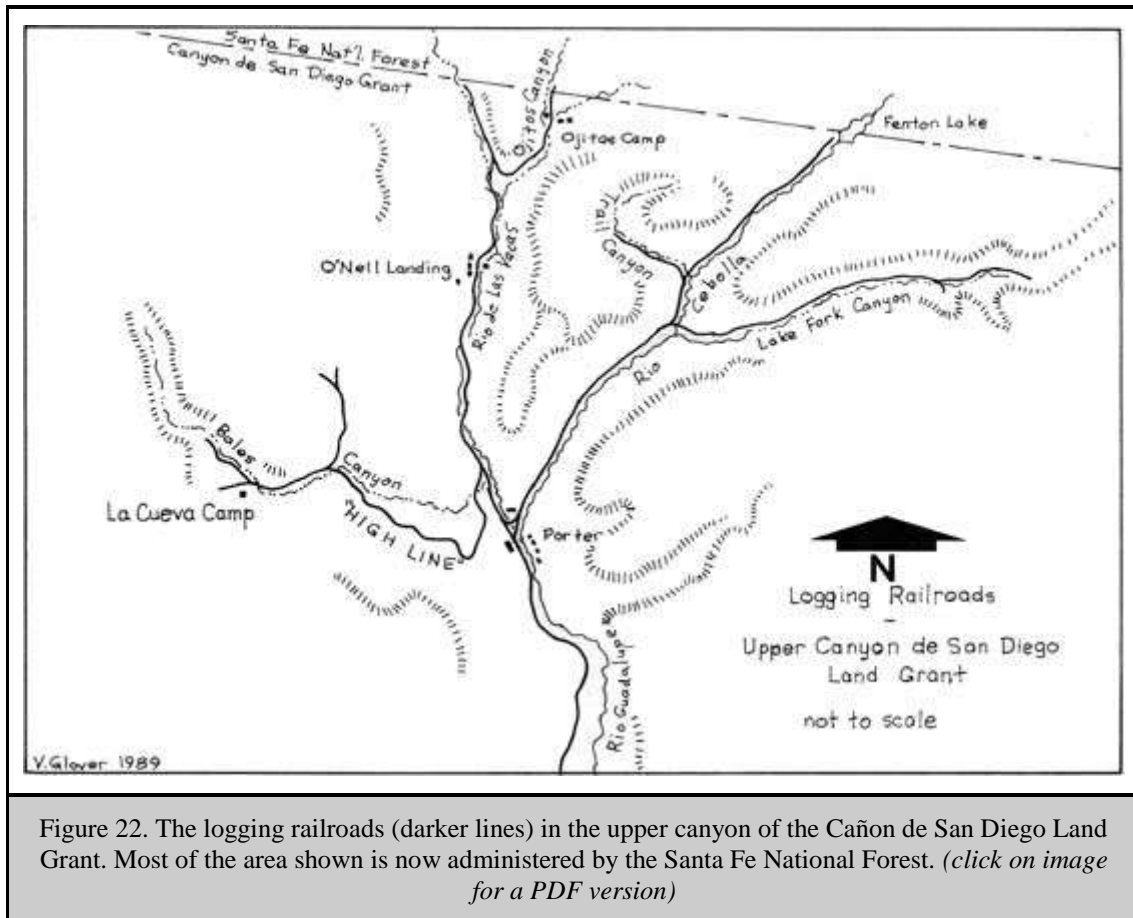 Santa Fe Nat'l. Forest
Canyon de San Diego Grant
Ojitos Canyon
Ojitos Camp
Fenton Lake
Trail
Canyon
O'Neil Landing
Rio de Las Vacas
Cebolla
Rio
Lake Fork Canyon
Bales
Canyon
La Cueva Camp
"HIGH LINE"
Porter
Rio Guadalupe
N
Logging Railroads
-
Upper Canyon de San Diego
Land Grant
not to scale
V. Glover 1989
Figure 22. The logging railroads (darker lines) in the upper canyon of the Cañon de San Diego Land
Grant. Most of the area shown is now administered by the Santa Fe National Forest. (click on image
for a PDF version)